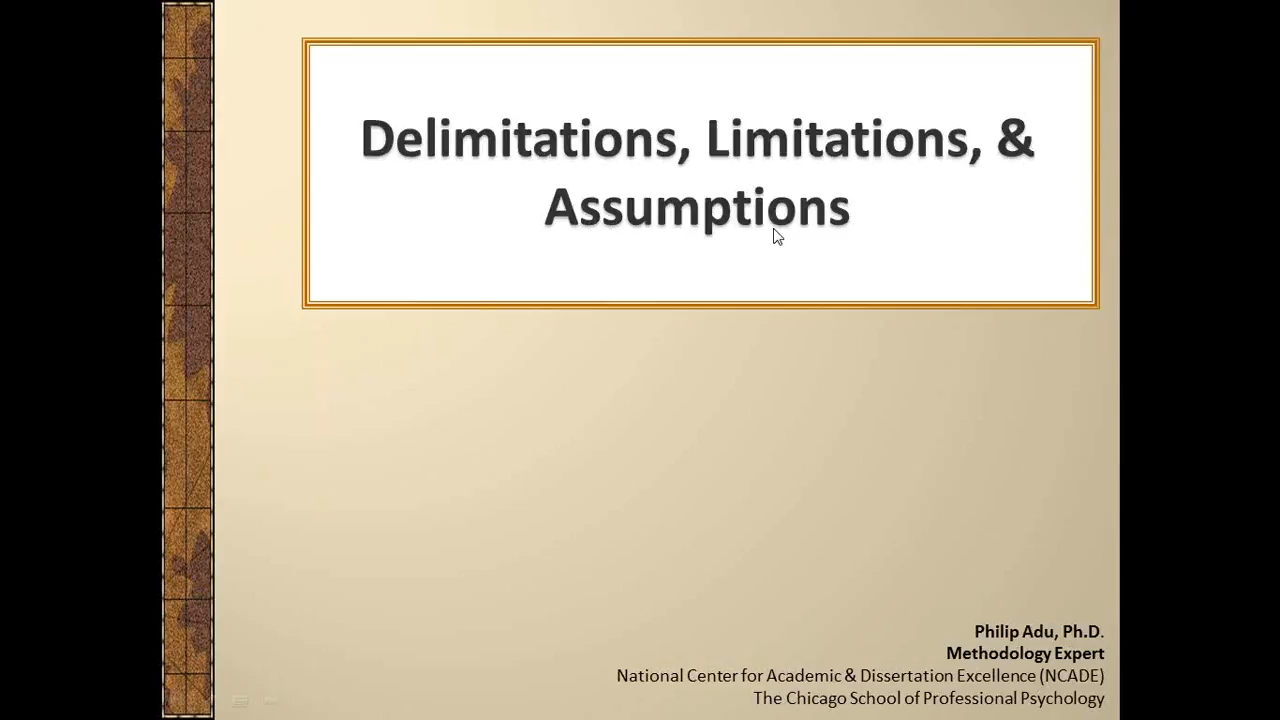 Delimitations, Limitations, &
Assumptions
Philip Adu, Ph.D.
Methodology Expert
National Center for Academic & Dissertation Excellence (NCADE)
The Chicago School of Professional Psychology